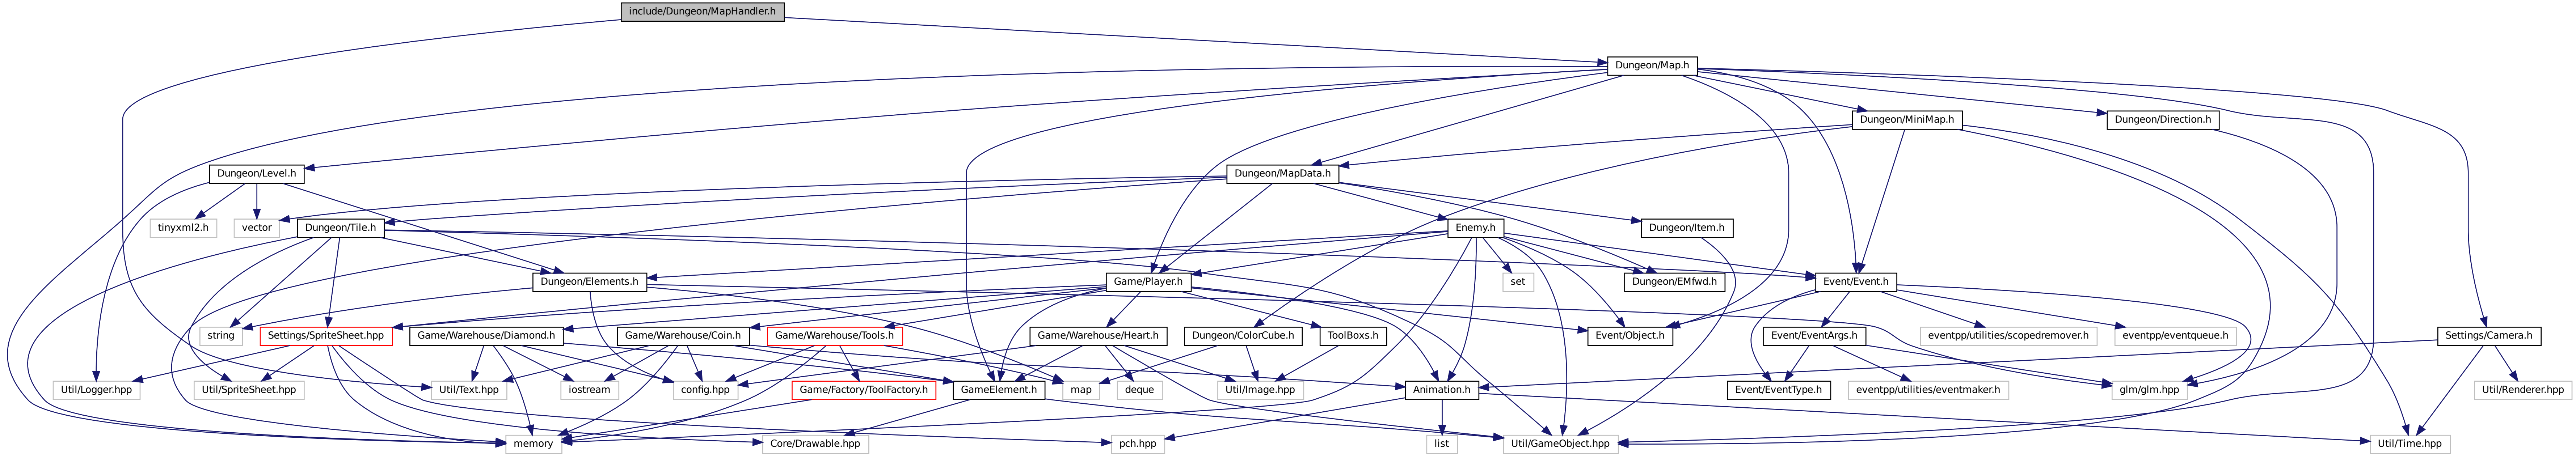 include/Dungeon/MapHandler.h
Dungeon/Map.h
Dungeon/MiniMap.h
Dungeon/Direction.h
Dungeon/Level.h
Dungeon/MapData.h
tinyxml2.h
vector
Dungeon/Tile.h
Enemy.h
Dungeon/Item.h
Dungeon/Elements.h
Game/Player.h
set
Dungeon/EMfwd.h
Event/Event.h
string
Settings/SpriteSheet.hpp
Game/Warehouse/Diamond.h
Game/Warehouse/Coin.h
Game/Warehouse/Tools.h
Game/Warehouse/Heart.h
Dungeon/ColorCube.h
ToolBoxs.h
Event/Object.h
Event/EventArgs.h
eventpp/utilities/scopedremover.h
eventpp/eventqueue.h
Settings/Camera.h
Util/Logger.hpp
Util/SpriteSheet.hpp
Util/Text.hpp
iostream
config.hpp
Game/Factory/ToolFactory.h
GameElement.h
map
deque
Util/Image.hpp
Animation.h
Event/EventType.h
eventpp/utilities/eventmaker.h
glm/glm.hpp
Util/Renderer.hpp
memory
Core/Drawable.hpp
pch.hpp
list
Util/GameObject.hpp
Util/Time.hpp